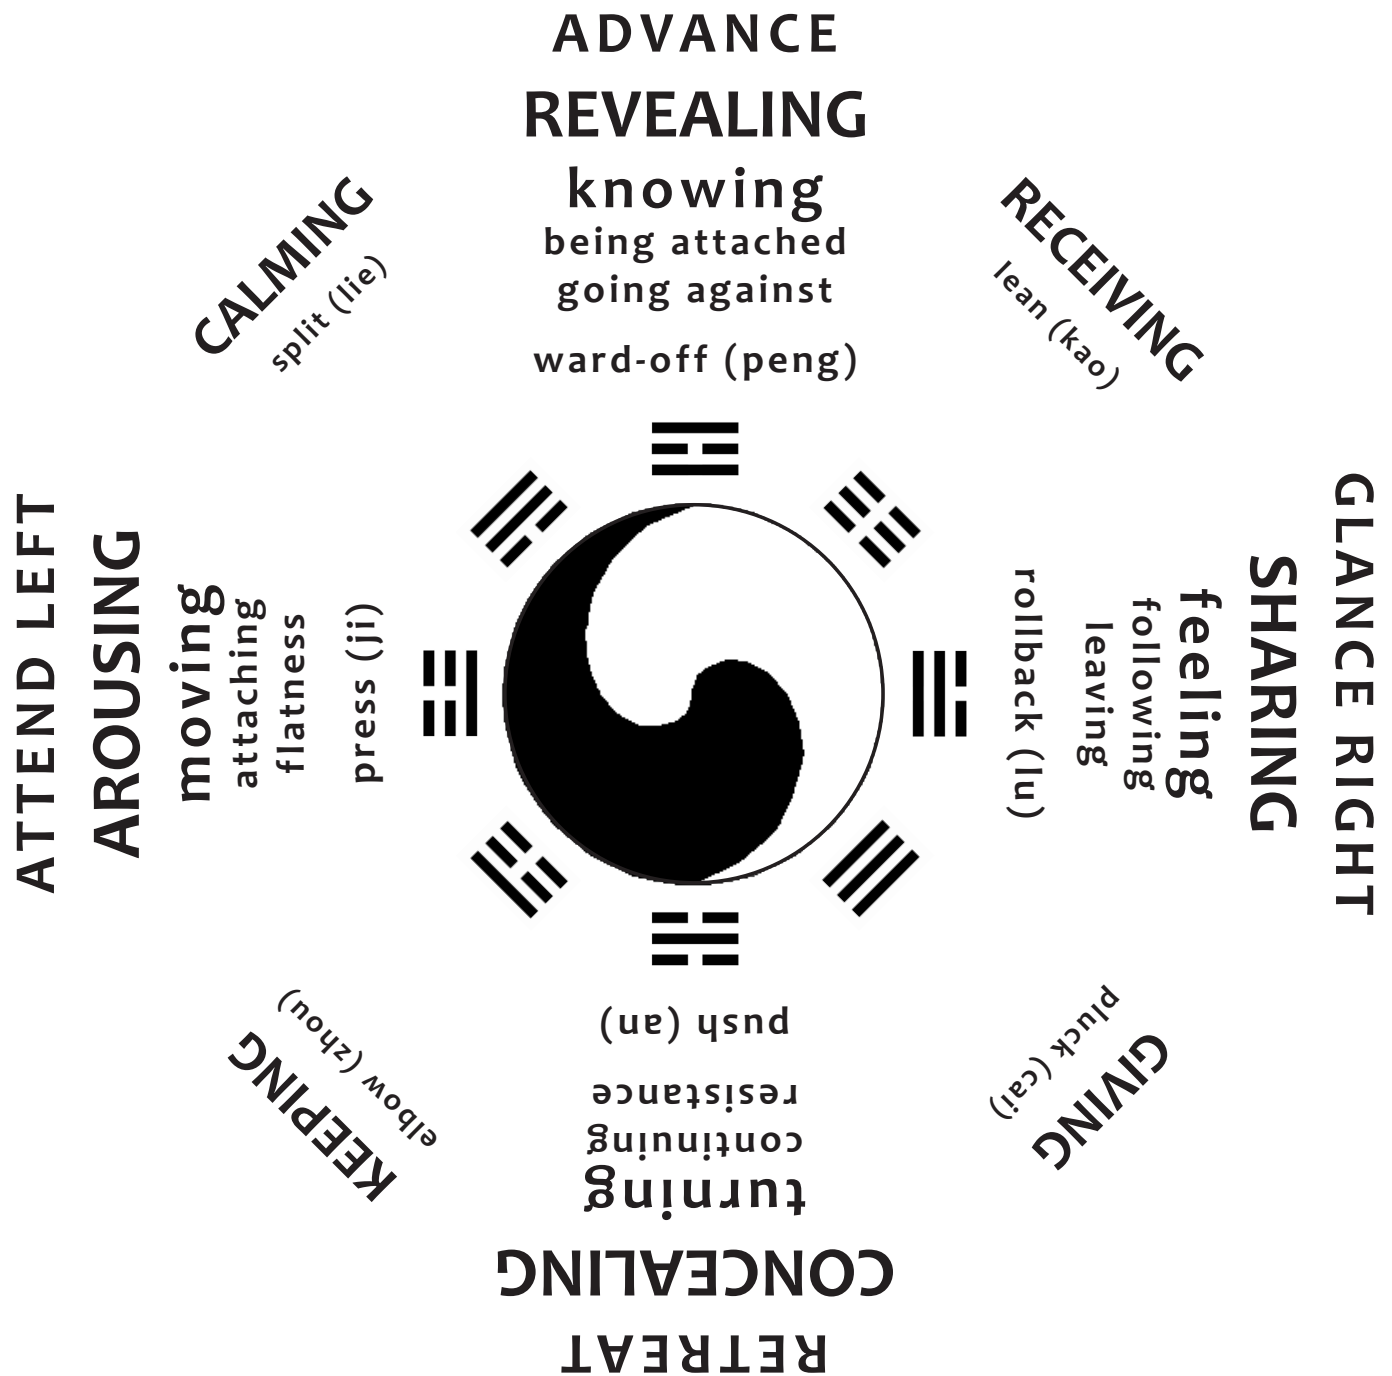 ADVANCE
REVEALING
knowing
being attached
going against
ward-off (peng)
RECEIVING
lean (kao)
GLANCE RIGHT
SHARING
feeling
following
leaving
rollback (lu)
GIVING
pluck (cai)
RETREAT
CONCEALING
turning
continuing
resistance
push (an)
KEEPING
elbow (zhou)
ATTEND LEFT
AROUSING
moving
attaching
flatness
press (ji)
CALMING
split (lie)